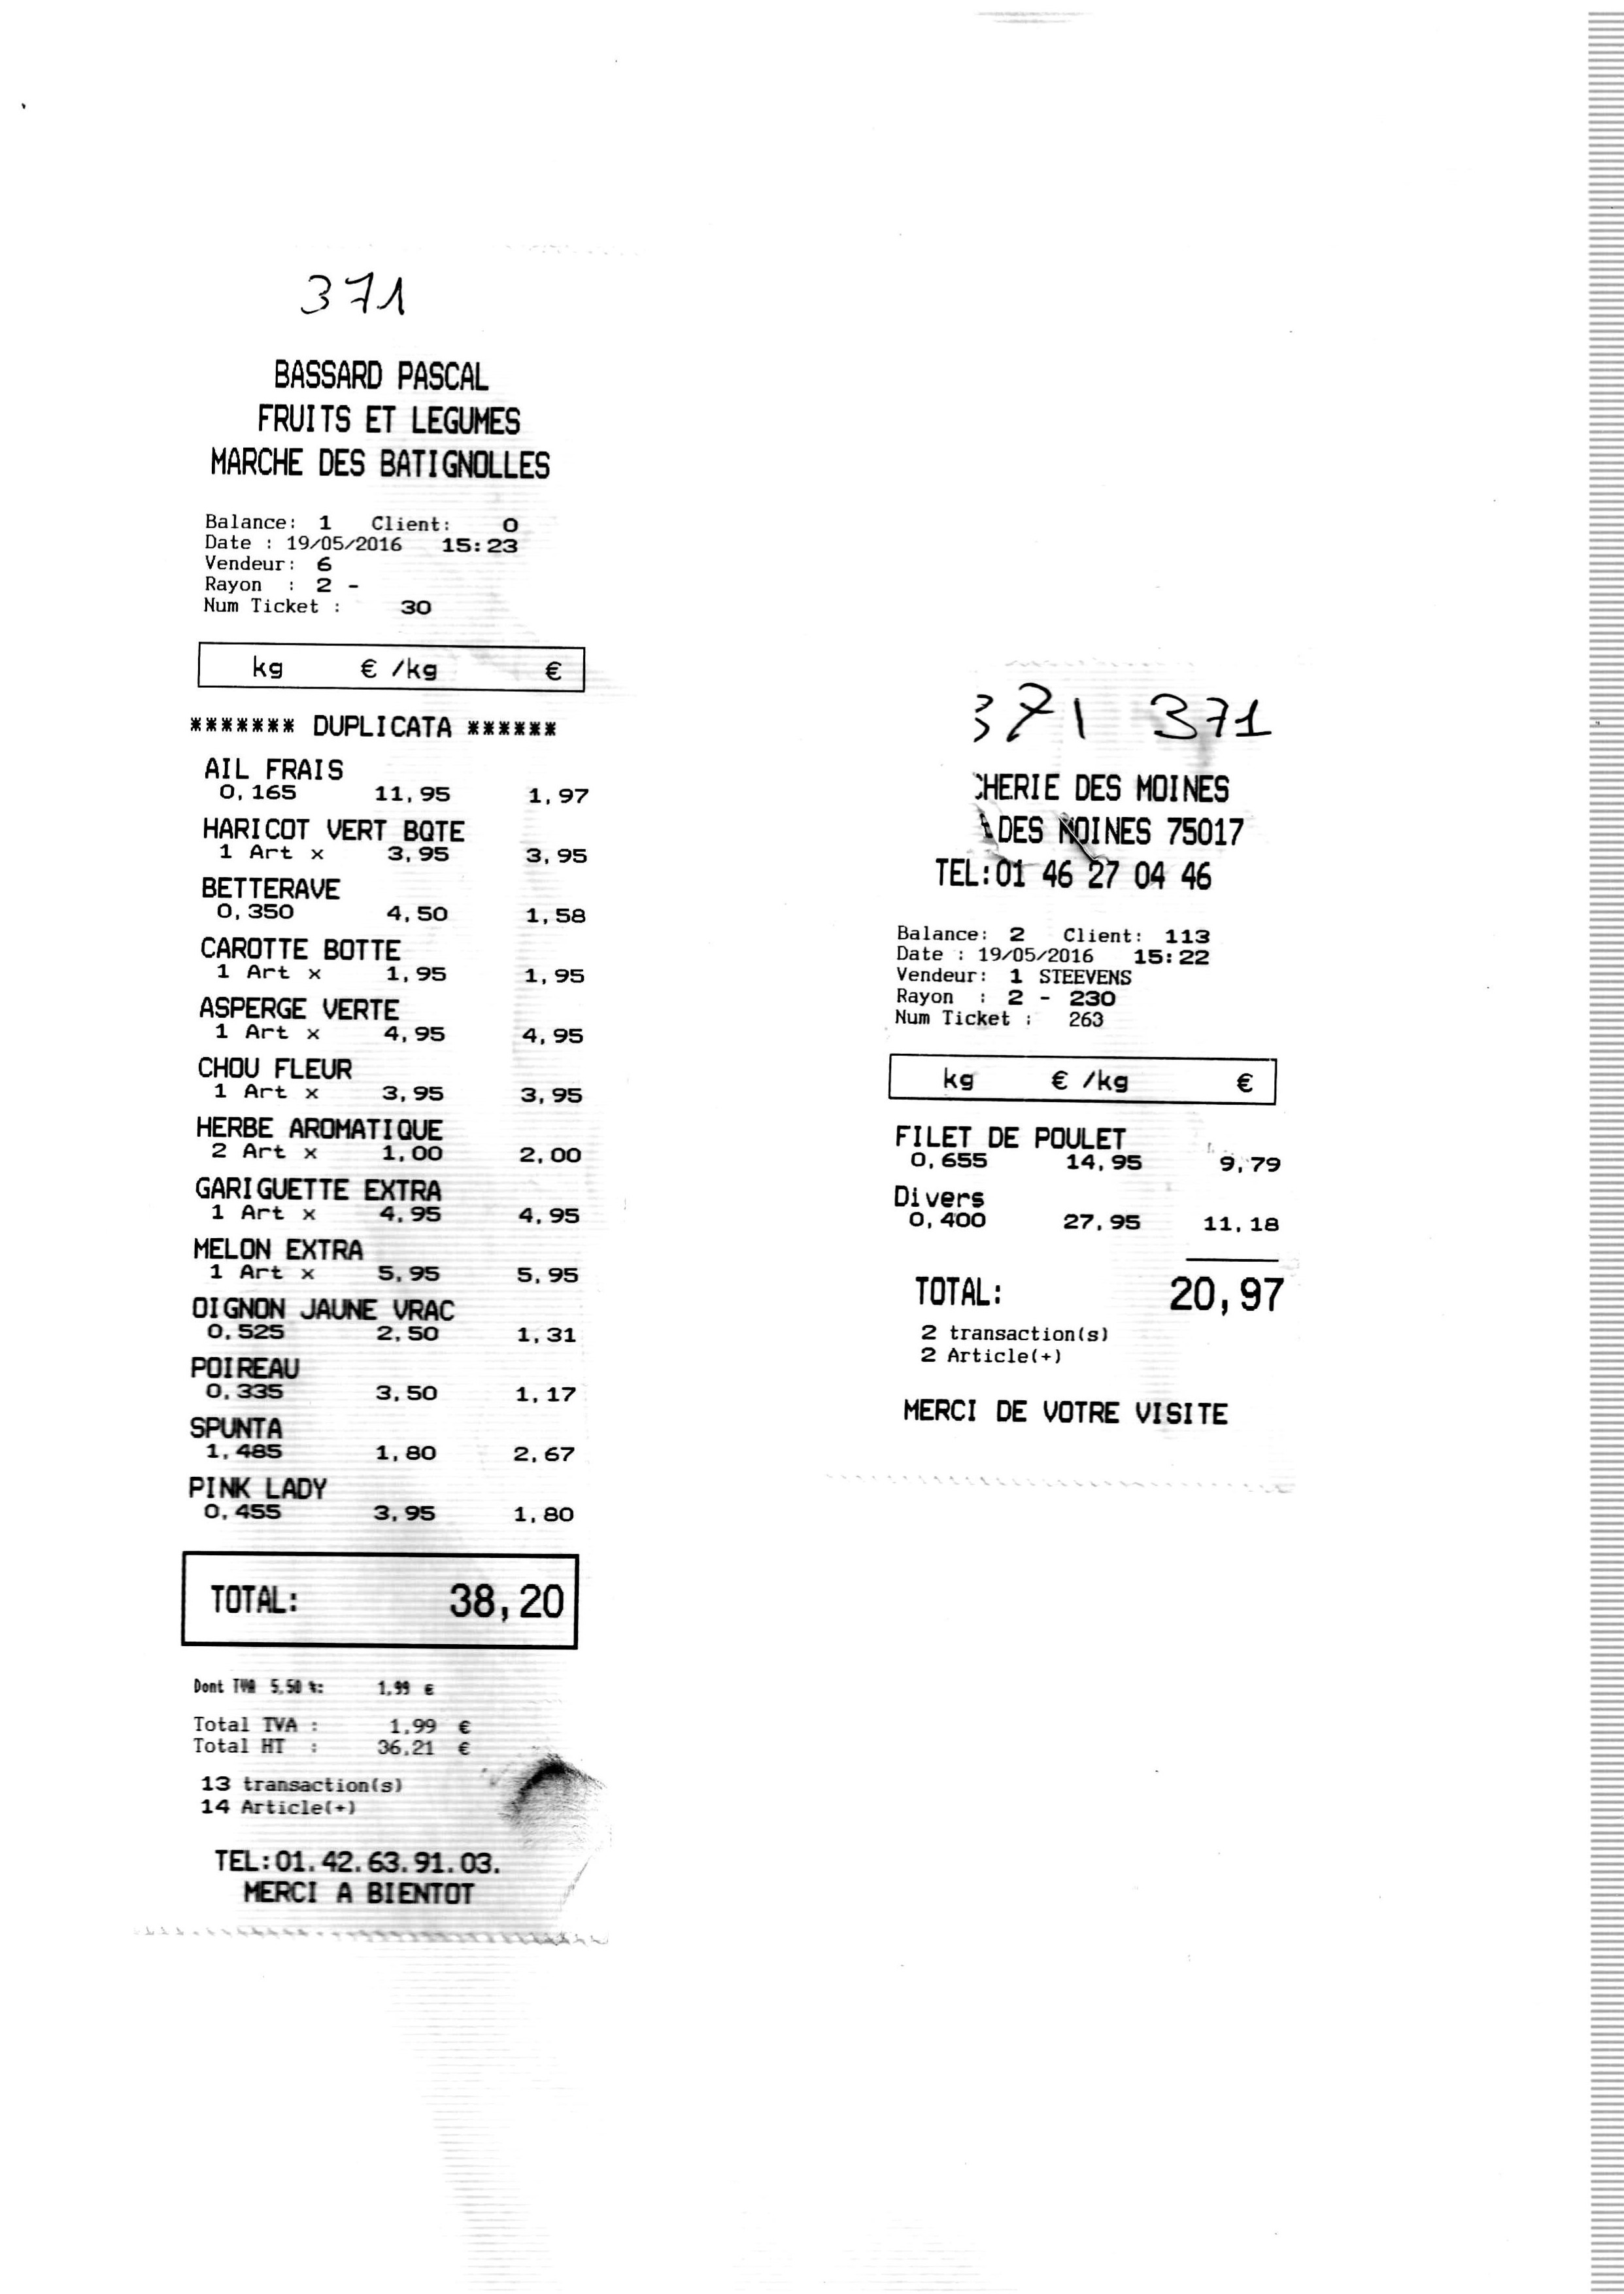 371
BASSARD PASCAL
FRUITS ET LEGUMES
MARCHE DES BATIGNOLLES
Balance: 1 Client: 0
Date : 19/05/2016 15:23
Vendeur: 6
Rayon : 2 -
Num Ticket : 30
kg € /kg €
******* DUPLICATA ******
AIL FRAIS
0,165 11,95 1,97
HARICOT VERT BOTE
1 Art x 3,95 3,95
BETTERAVE
0,350 4,50 1,58
CAROTTE BOTTE
1 Art x 1,95 1,95
ASPERGE VERTE
1 Art x 4,95 4,95
CHOU FLEUR
1 Art x 3,95 3,95
HERBE AROMATIQUE
2 Art x 1,00 2,00
GARIGUETTE EXTRA
1 Art x 4,95 4,95
MELON EXTRA
1 Art x 5,95 5,95
OIGNON JAUNE VRAC
0,525 2,50 1,31
POIREAU
0,335 3,50 1,17
SPUNTA
1,485 1,80 2,67
PINK LADY
0,455 3,95 1,80
TOTAL: 38,20
Dont TVA 5,50 %: 1,99 €
Total TVA : 1,99 €
Total HT : 36,21 €
13 transaction(s)
14 Article(+)
TEL:01.42.63.91.03.
MERCI A BIENTOT
371 371
CHERIE DES MOINES
DES MOINES 75017
TEL:01 46 27 04 46
Balance: 2 Client: 113
Date : 19/05/2016 15:22
Vendeur: 1 STEEVENS
Rayon : 2 - 230
Num Ticket : 263
kg € /kg €
FILET DE POULET
0,655 14,95 9,79
Divers
0,400 27,95 11,18
TOTAL: 20,97
2 transaction(s)
2 Article(+)
MERCI DE VOTRE VISITE